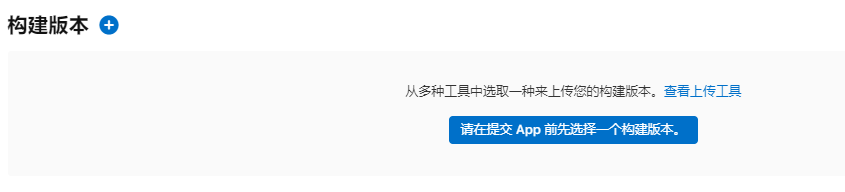 构建版本
从多种工具中选取一种来上传您的构建版本。查看上传工具
请在提交 App 前先选择一个构建版本。